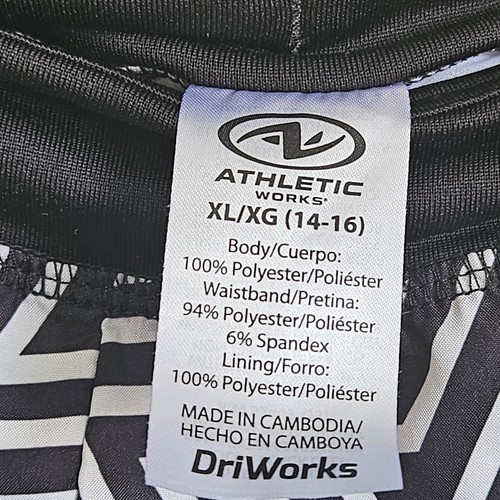 ATHLETIC
WORKS®
XL/XG (14-16)
Body/Cuerpo:
100% Polyester/Poliéster
Waistband/Pretina:
94% Polyester/Poliéster
6% Spandex
Lining/Forro:
100% Polyester/Poliéster
MADE IN CAMBODIA/
HECHO EN CAMBOYA
DriWorks